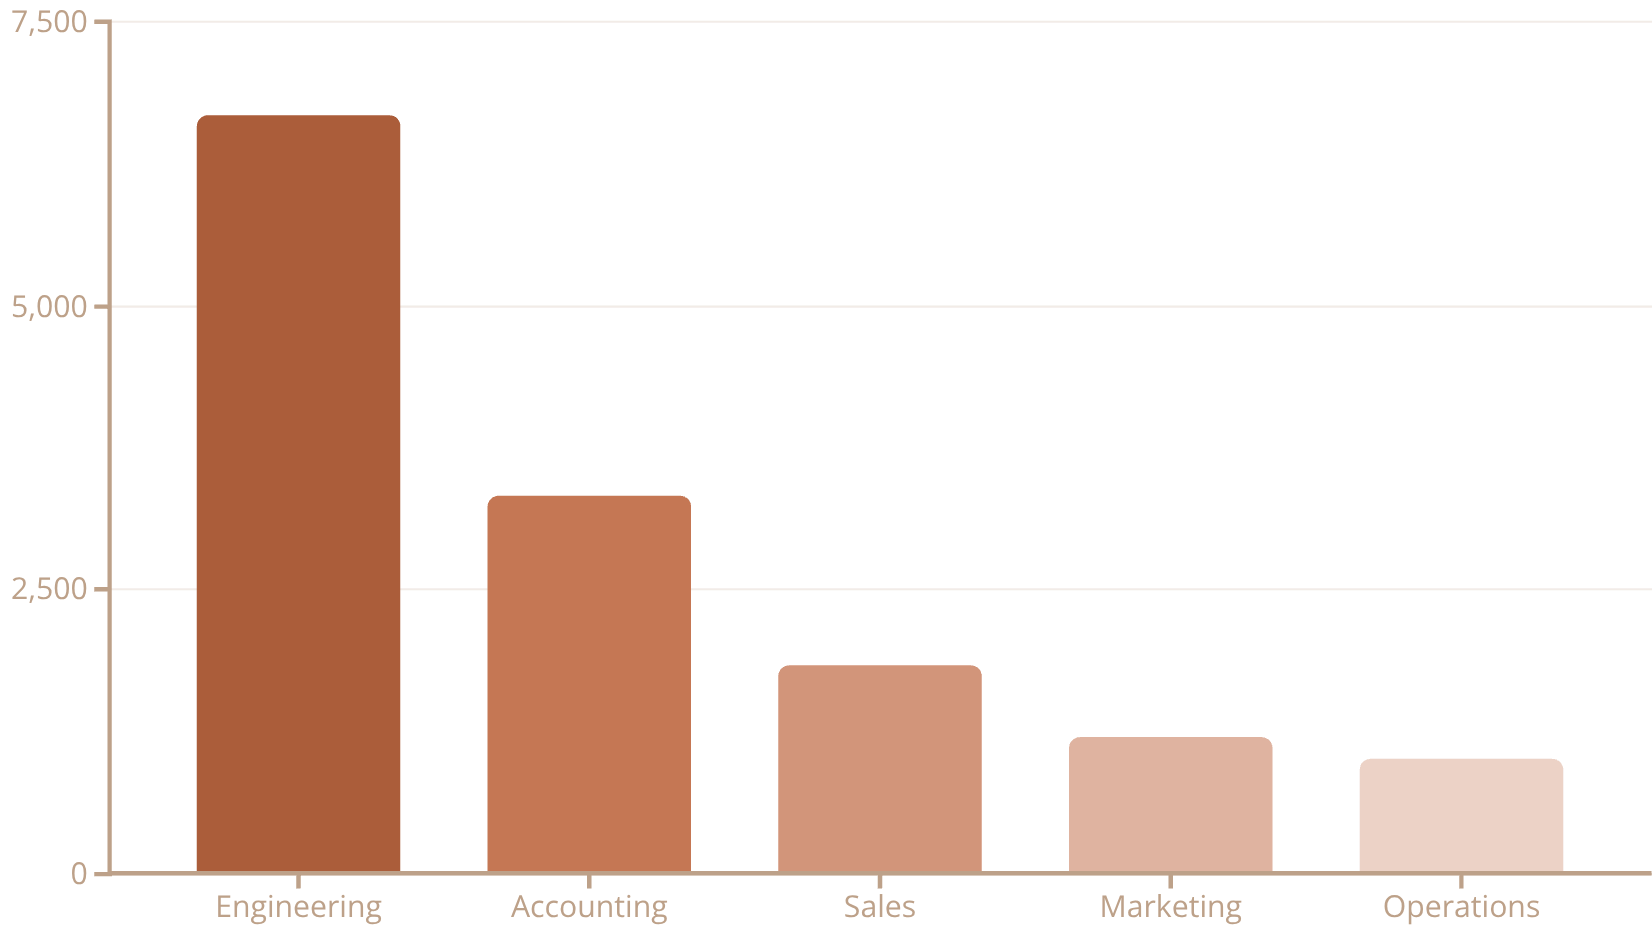 7,500
5,000
2,500
0
Engineering Accounting Sales Marketing Operations